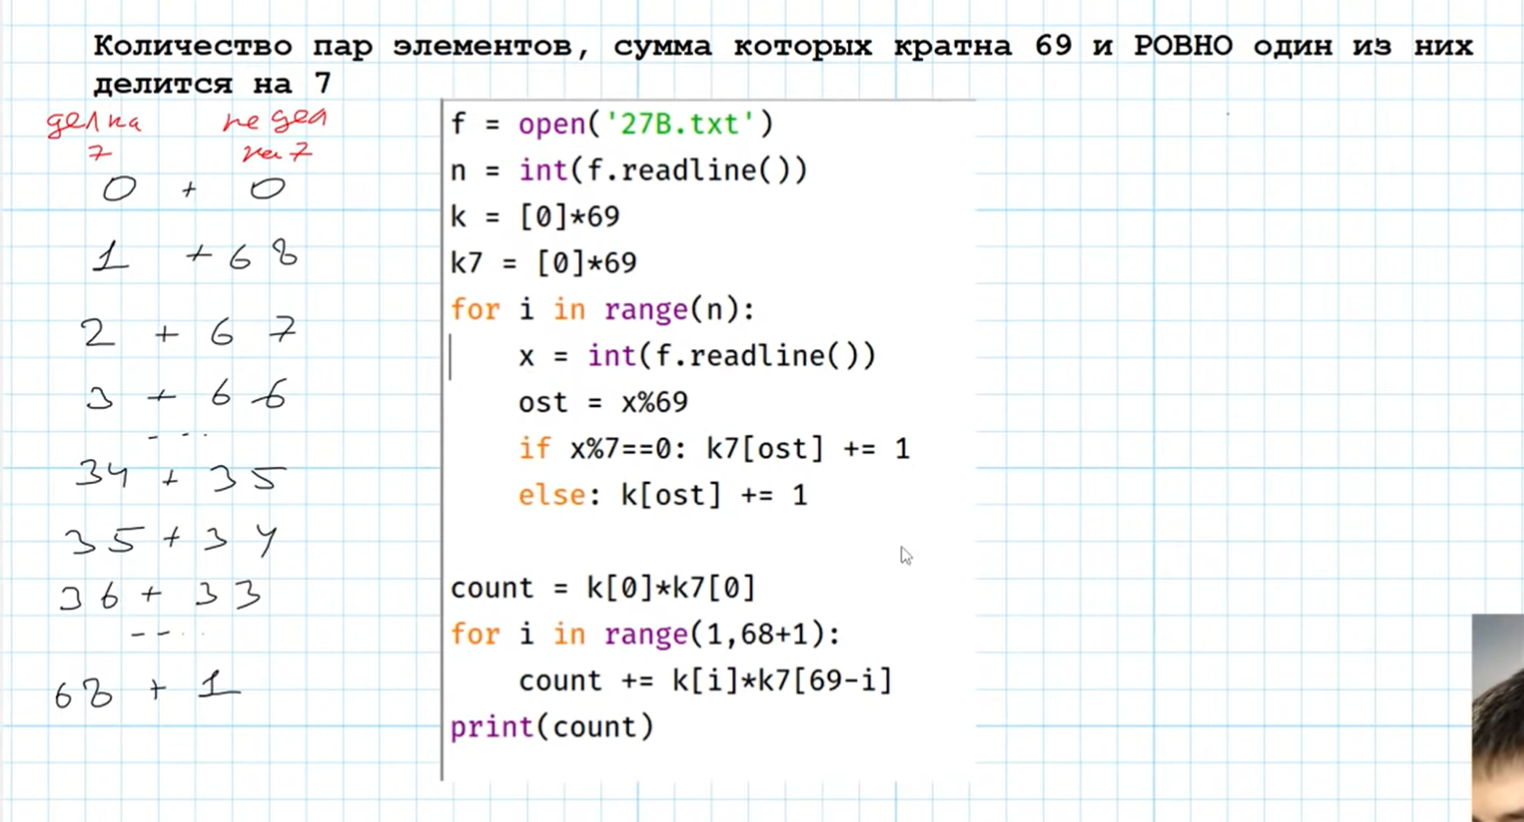 Количество пар элементов, сумма которых кратна 69 и РОВНО один из них
делится на 7
дел на не дел
7 на 7
0 + 0
1 + 68
2 + 67
3 + 66
- - ..
34 + 35
35 + 34
36 + 33
- - ..
68 + 1
f = open('27B.txt')
n = int(f.readline())
k = [0]*69
k7 = [0]*69
for i in range(n):
x = int(f.readline())
ost = x%69
if x%7==0: k7[ost] += 1
else: k[ost] += 1
count = k[0]*k7[0]
for i in range(1,68+1):
count += k[i]*k7[69-i]
print(count)